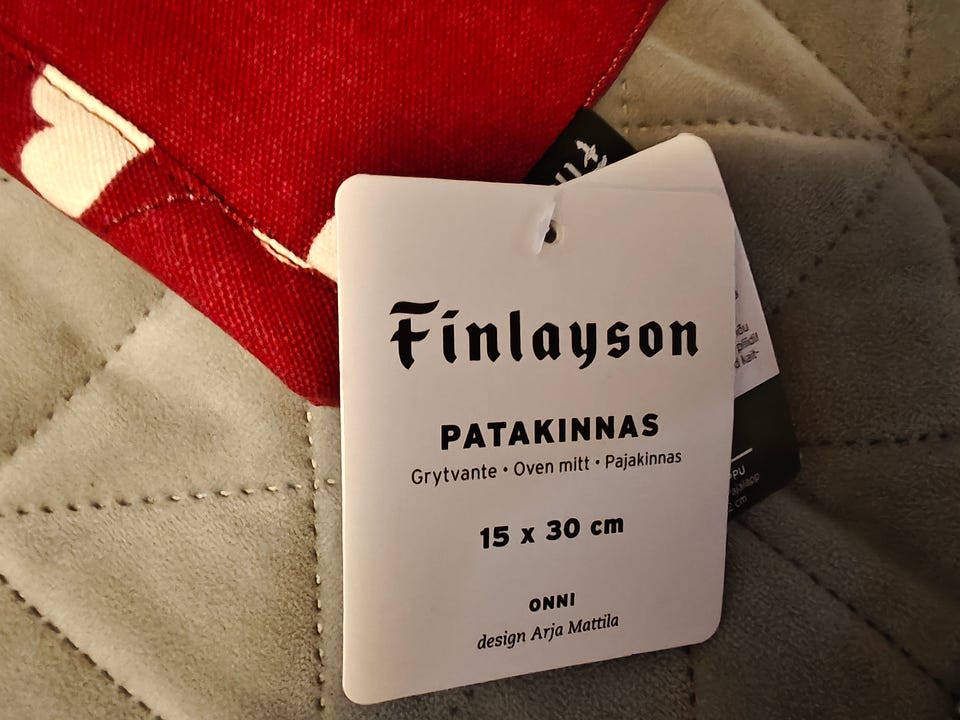 Finlayson
PATAKINNAS
Grytvante • Oven mitt • Pajakinnas
15 x 30 cm
ONNI
design Arja Mattila